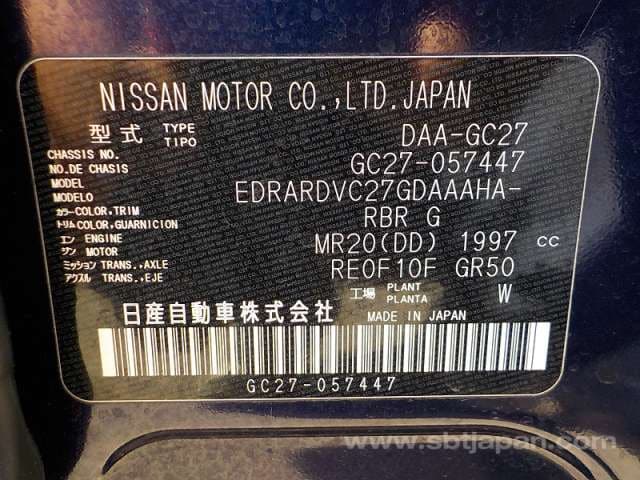 NISSAN MOTOR CO.,LTD.JAPAN
型式 TYPE TIPO DAA-GC27
CHASSIS NO. NO.DE CHASIS GC27-057447
MODEL MODELO EDRARDVC27GDAAAHA-
カラー COLOR,TRIM トリム COLOR,GUARNICION RBR G
エンジン ENGINE MOTOR MR20(DD) 1997 CC
ミッション TRANS.,AXLE アクスル TRANS.,EJE RE0F10F GR50
工場 PLANT PLANTA W
日産自動車株式会社 MADE IN JAPAN
GC27-057447
www.sbtjapan.com